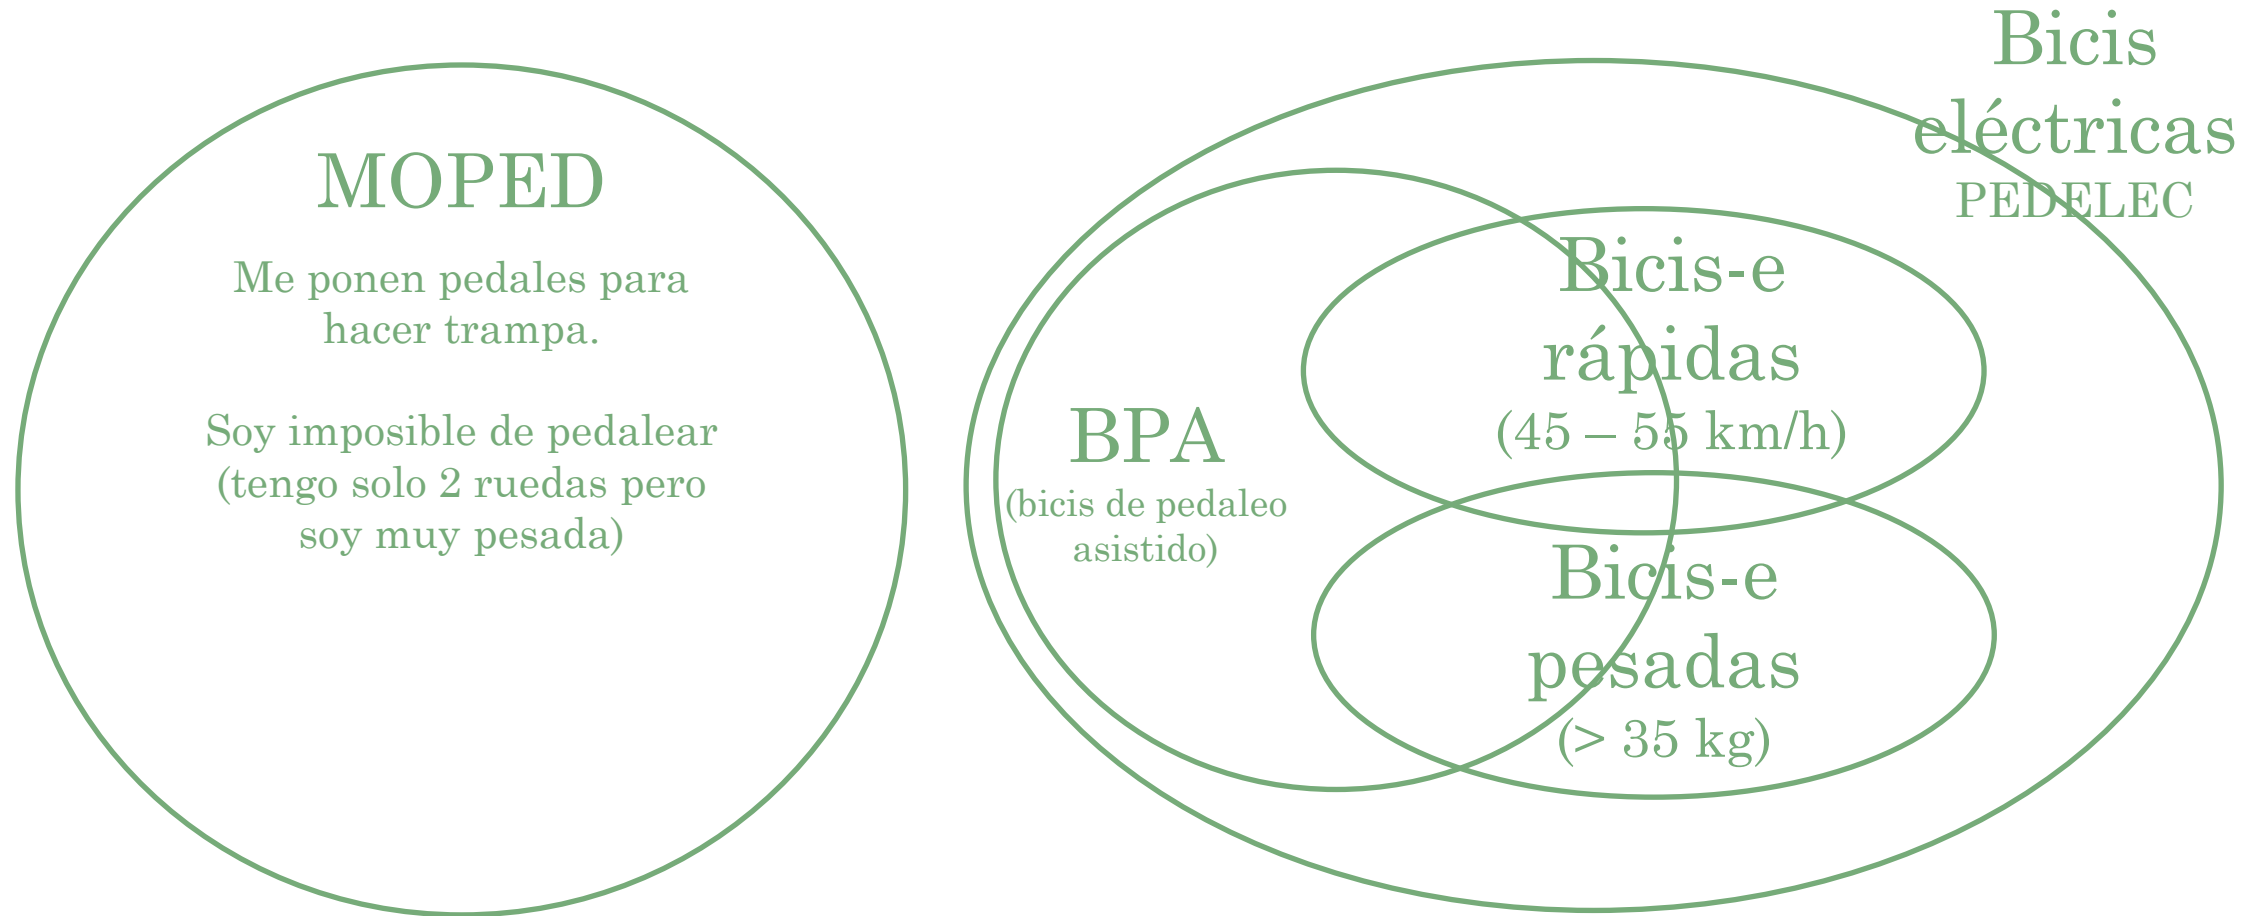 MOPED
Me ponen pedales para
hacer trampa.
Soy imposible de pedalear
(tengo solo 2 ruedas pero
soy muy pesada)
Bicis
eléctricas
PEDELEC
BPA
(bicis de pedaleo
asistido)
Bicis-e
rápidas
(45 – 55 km/h)
Bicis-e
pesadas
(> 35 kg)